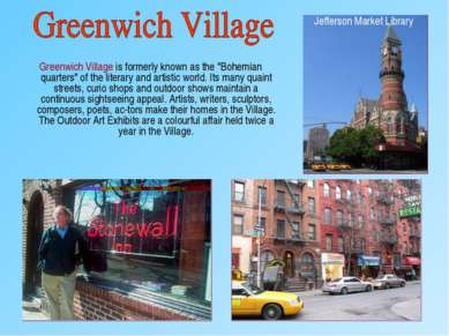 Greenwich Village
Jefferson Market Library
Greenwich Village is formerly known as the "Bohemian
quarters" of the literary and artistic world. Its many quaint
streets, curio shops and outdoor shows maintain a
continuous sightseeing appeal. Artists, writers, sculptors,
composers, poets, ac-tors make their homes in the Village.
The Outdoor Art Exhibits are a colourful affair held twice a
year in the Village.
The
Stonewall
Inn